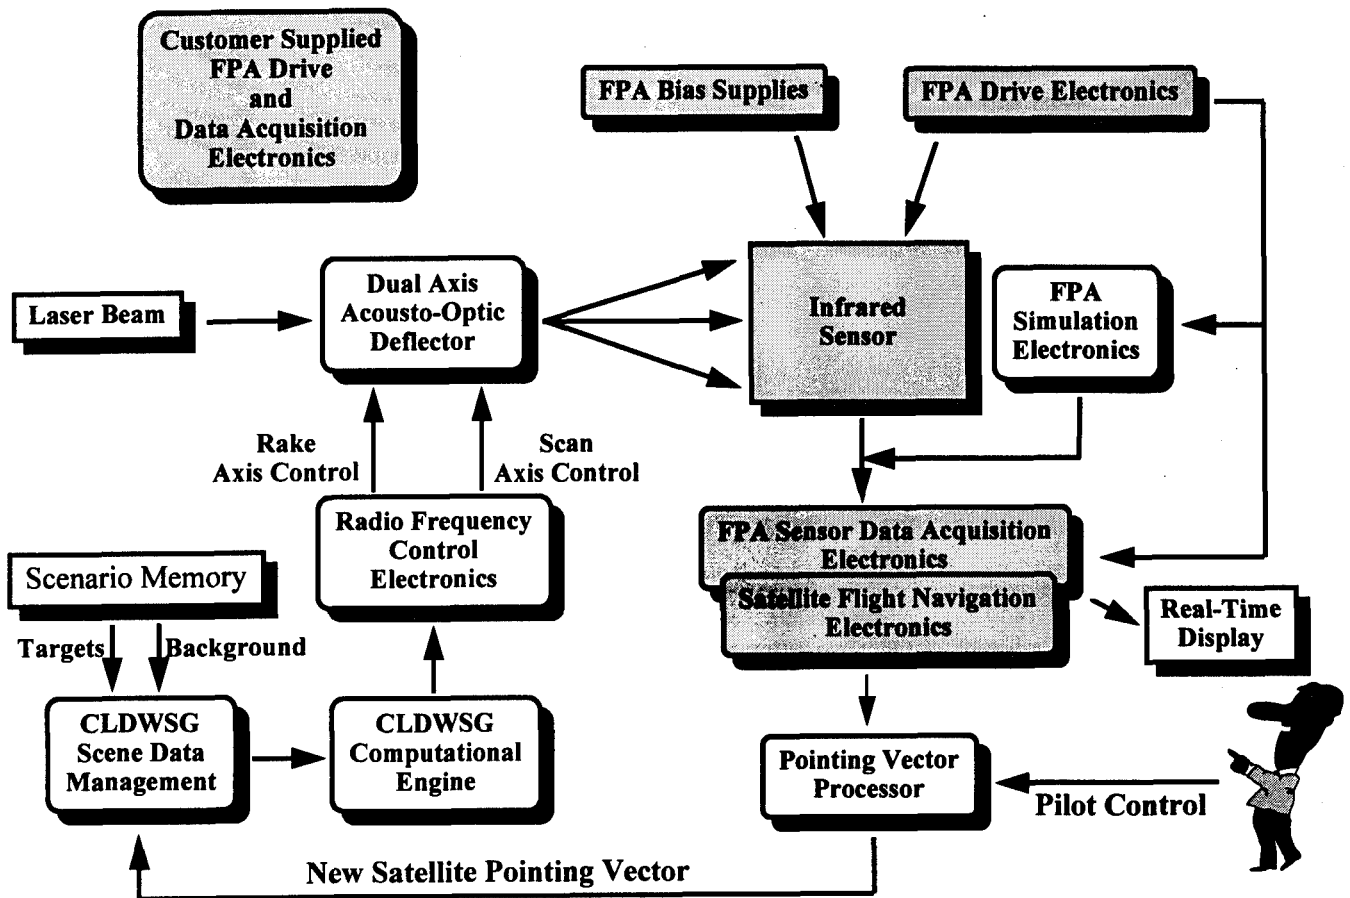 Customer Supplied
FPA Drive
and
Data Acquisition
Electronics
FPA Bias Supplies
FPA Drive Electronics
Laser Beam
Dual Axis
Acousto-Optic
Deflector
Infrared
Sensor
FPA
Simulation
Electronics
Rake
Axis Control
Scan
Axis Control
Radio Frequency
Control
Electronics
FPA Sensor Data Acquisition
Electronics
Satellite Flight Navigation
Electronics
Real-Time
Display
Scenario Memory
Targets
Background
CLDWSG
Scene Data
Management
CLDWSG
Computational
Engine
Pointing Vector
Processor
Pilot Control
New Satellite Pointing Vector